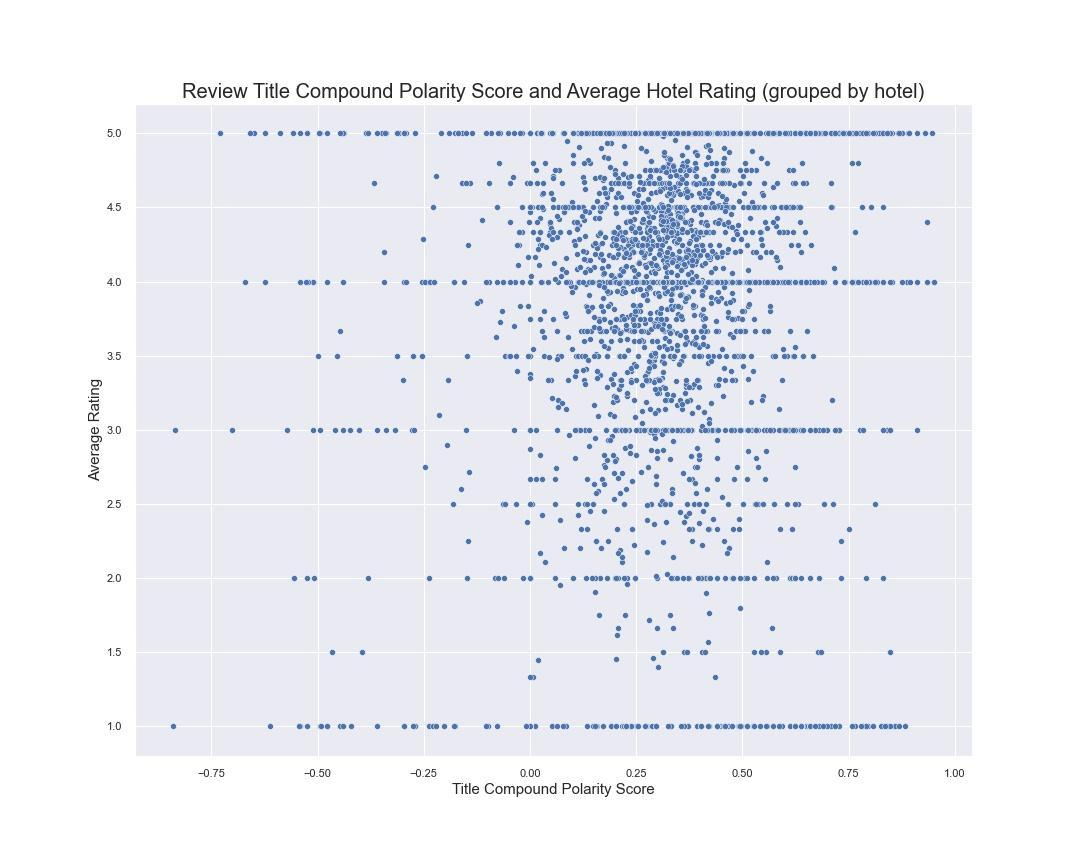 Review Title Compound Polarity Score and Average Hotel Rating (grouped by hotel)
5.0
4.5
4.0
3.5
3.0
2.5
2.0
1.5
1.0
Average Rating
−0.75 −0.50 −0.25 0.00 0.25 0.50 0.75 1.00
Title Compound Polarity Score